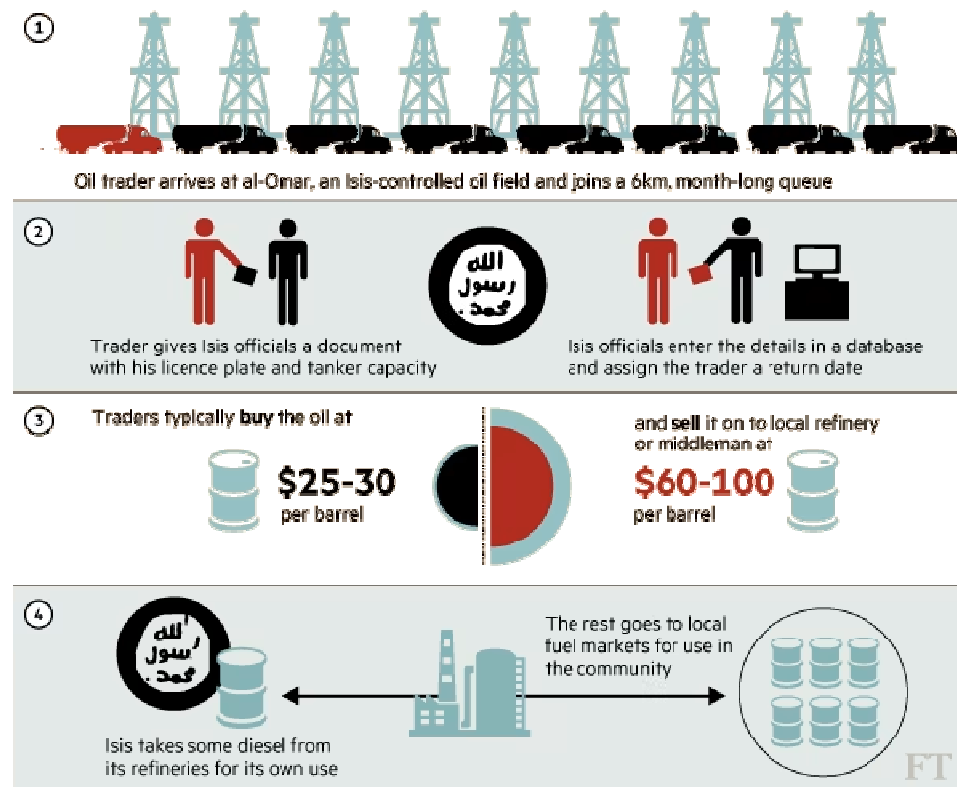 1
Oil trader arrives at al-Omar, an Isis-controlled oil field and joins a 6km, month-long queue
2
الله
رسول
محمد
Trader gives Isis officials a document
with his licence plate and tanker capacity
Isis officials enter the details in a database
and assign the trader a return date
3
Traders typically buy the oil at
$25-30
per barrel
and sell it on to local refinery
or middleman at
$60-100
per barrel
4
الله
رسول
محمد
Isis takes some diesel from
its refineries for its own use
The rest goes to local
fuel markets for use in
the community
FT